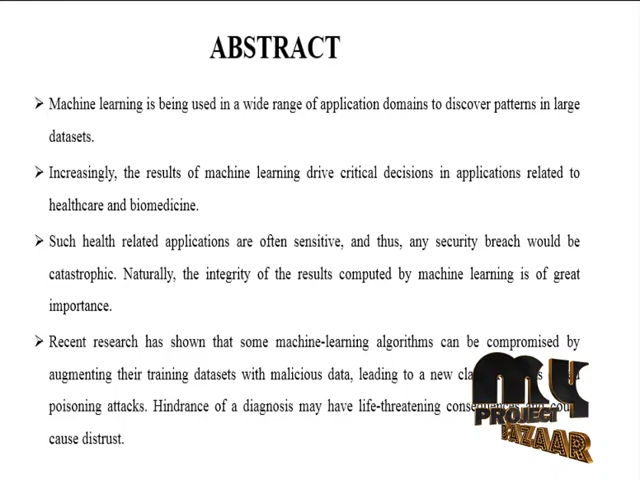 ABSTRACT
➢ Machine learning is being used in a wide range of application domains to discover patterns in large
datasets.
➢ Increasingly, the results of machine learning drive critical decisions in applications related to
healthcare and biomedicine.
➢ Such health related applications are often sensitive, and thus, any security breach would be
catastrophic. Naturally, the integrity of the results computed by machine learning is of great
importance.
➢ Recent research has shown that some machine-learning algorithms can be compromised by
augmenting their training datasets with malicious data, leading to a new
poisoning attacks. Hindrance of a diagnosis may have life-threatening consequences and
cause distrust.
MY
PROJECT
BAZAAR